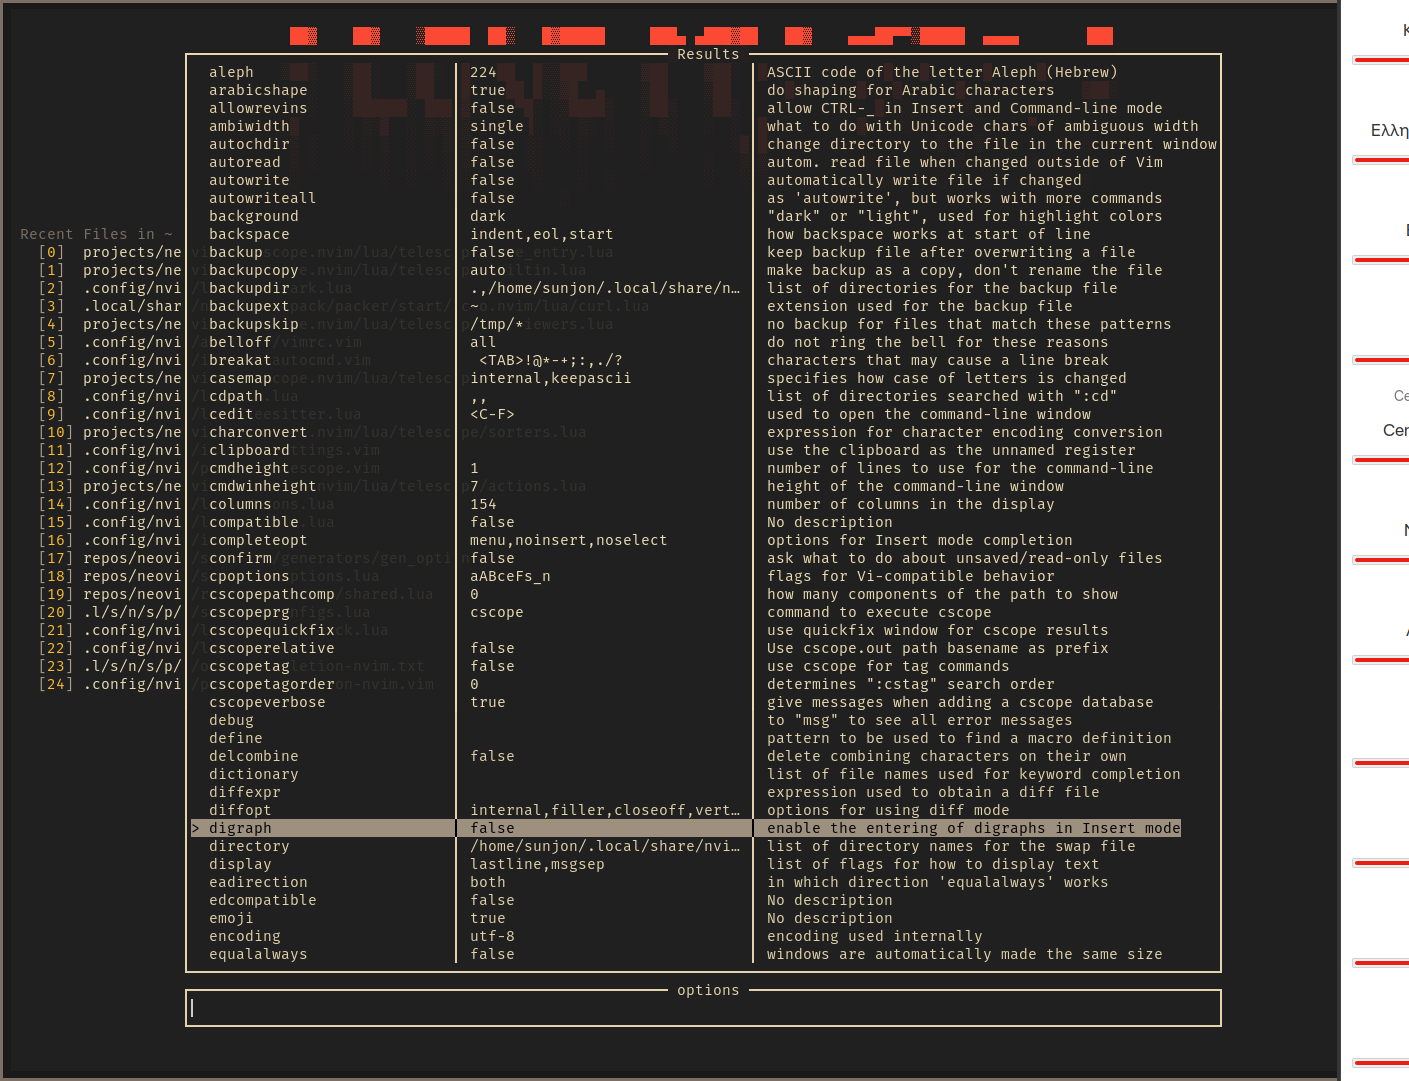 Results
aleph 224 ASCII code of the letter Aleph (Hebrew)
arabicshape true do shaping for Arabic characters
allowrevins false allow CTRL-_ in Insert and Command-line mode
ambiwidth single what to do with Unicode chars of ambiguous width
autochdir false change directory to the file in the current window
autoread false autom. read file when changed outside of Vim
autowrite false automatically write file if changed
autowriteall false as 'autowrite', but works with more commands
background dark "dark" or "light", used for highlight colors
Recent Files in ~ backspace indent,eol,start how backspace works at start of line
[0] projects/ne backup false keep backup file after overwriting a file
[1] projects/ne backupcopy auto make backup as a copy, don't rename the file
[2] .config/nvi backupdir .,/home/sunjon/.local/share/n… list of directories for the backup file
[3] .local/shar backupext ~ extension used for the backup file
[4] projects/ne backupskip /tmp/* no backup for files that match these patterns
[5] .config/nvi belloff all do not ring the bell for these reasons
[6] .config/nvi breakat <TAB>!@*-+;:,./? characters that may cause a line break
[7] projects/ne casemap internal,keepascii specifies how case of letters is changed
[8] .config/nvi cdpath ,, list of directories searched with ":cd"
[9] .config/nvi cedit <C-F> used to open the command-line window
[10] projects/ne charconvert expression for character encoding conversion
[11] .config/nvi clipboard use the clipboard as the unnamed register
[12] .config/nvi cmdheight 1 number of lines to use for the command-line
[13] projects/ne cmdwinheight 7 height of the command-line window
[14] .config/nvi columns 154 number of columns in the display
[15] .config/nvi compatible false No description
[16] .config/nvi completeopt menu,noinsert,noselect options for Insert mode completion
[17] repos/neovi confirm false ask what to do about unsaved/read-only files
[18] repos/neovi cpoptions aABceFs_n flags for Vi-compatible behavior
[19] repos/neovi cscopepathcomp 0 how many components of the path to show
[20] .l/s/n/s/p/ cscopeprg cscope command to execute cscope
[21] .config/nvi cscopequickfix use quickfix window for cscope results
[22] .config/nvi cscoperelative false Use cscope.out path basename as prefix
[23] .l/s/n/s/p/ cscopetag false use cscope for tag commands
[24] .config/nvi cscopetagorder 0 determines ":cstag" search order
cscopeverbose true give messages when adding a cscope database
debug to "msg" to see all error messages
define pattern to be used to find a macro definition
delcombine false delete combining characters on their own
dictionary list of file names used for keyword completion
diffexpr expression used to obtain a diff file
diffopt internal,filler,closeoff,vert… options for using diff mode
> digraph false enable the entering of digraphs in Insert mode
directory /home/sunjon/.local/share/nvi… list of directory names for the swap file
display lastline,msgsep list of flags for how to display text
eadirection both in which direction 'equalalways' works
edcompatible false No description
emoji true No description
encoding utf-8 encoding used internally
equalalways false windows are automatically made the same size
options